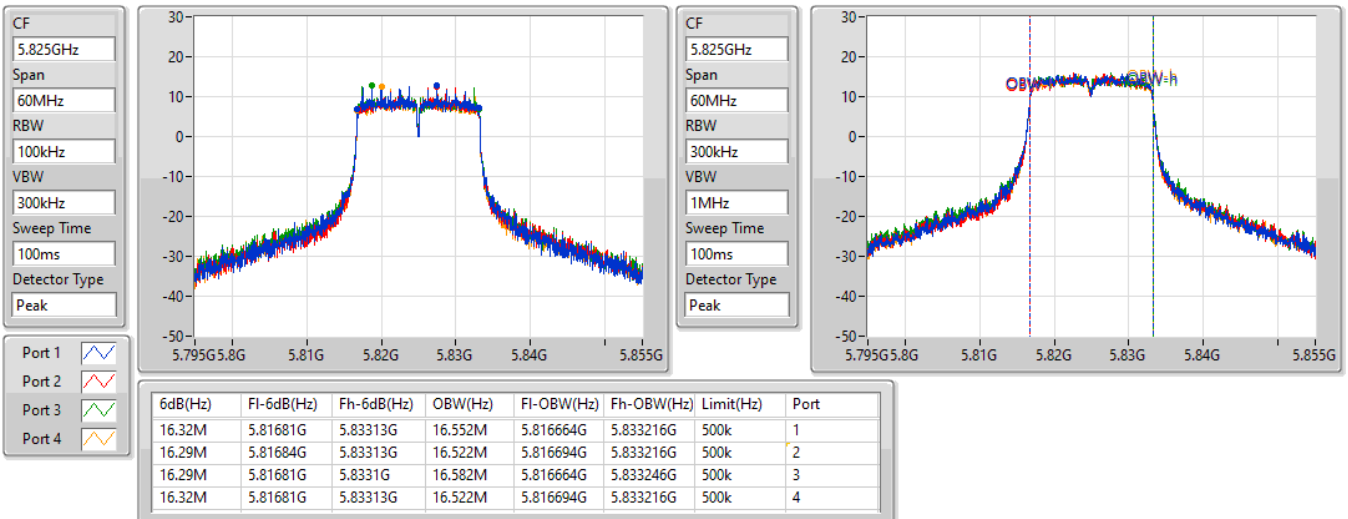 CF
5.825GHz
Span
60MHz
RBW
100kHz
VBW
300kHz
Sweep Time
100ms
Detector Type
Peak
30
20
10
0
-10
-20
-30
-40
-50
5.795G 5.8G 5.81G 5.82G 5.83G 5.84G 5.855G
CF
5.825GHz
Span
60MHz
RBW
300kHz
VBW
1MHz
Sweep Time
100ms
Detector Type
Peak
30
20
10
0
-10
-20
-30
-40
-50
OBW
OBW-h
5.795G 5.8G 5.81G 5.82G 5.83G 5.84G 5.855G
Port 1
Port 2
Port 3
Port 4
6dB(Hz) Fl-6dB(Hz) Fh-6dB(Hz) OBW(Hz) Fl-OBW(Hz) Fh-OBW(Hz) Limit(Hz) Port
16.32M 5.81681G 5.83313G 16.552M 5.816664G 5.833216G 500k 1
16.29M 5.81684G 5.83313G 16.522M 5.816694G 5.833216G 500k 2
16.29M 5.81681G 5.8331G 16.582M 5.816664G 5.833246G 500k 3
16.32M 5.81681G 5.83313G 16.522M 5.816694G 5.833216G 500k 4